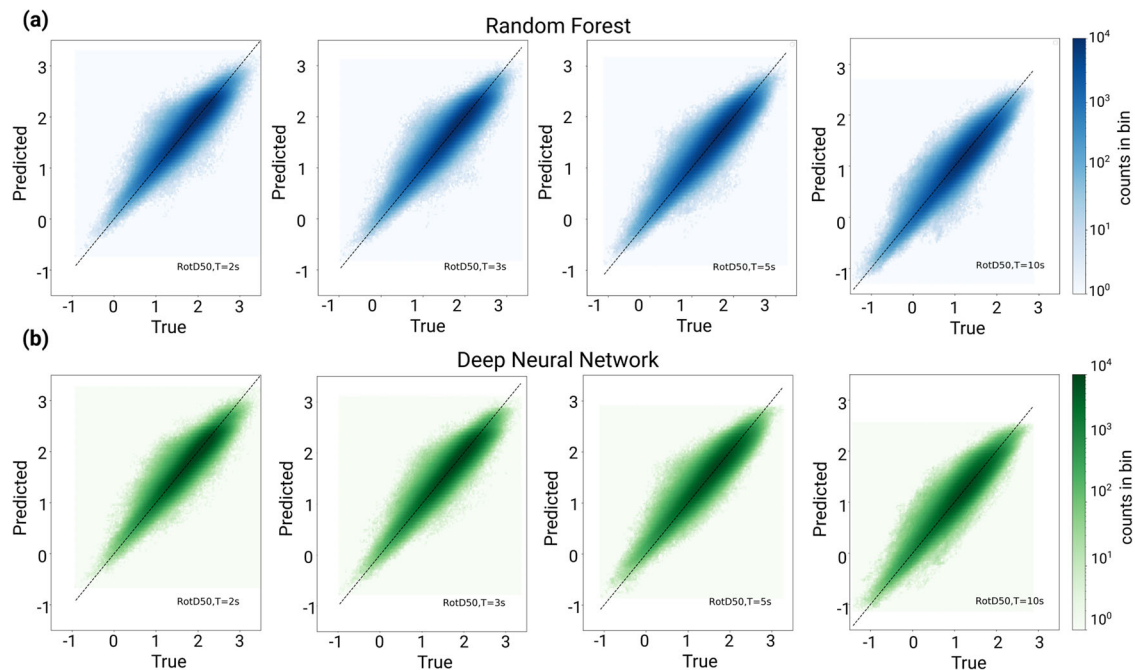 (a)
Random Forest
Predicted
3
2
1
0
-1
RotD50,T=2s
-1 0 1 2 3
True
Predicted
3
2
1
0
-1
RotD50,T=3s
-1 0 1 2 3
True
Predicted
3
2
1
0
-1
RotD50,T=5s
-1 0 1 2 3
True
Predicted
3
2
1
0
-1
RotD50,T=10s
-1 0 1 2 3
True
10^4
10^3
10^2
10^1
10^0
counts in bin
(b)
Deep Neural Network
Predicted
3
2
1
0
-1
RotD50,T=2s
-1 0 1 2 3
True
Predicted
3
2
1
0
-1
RotD50,T=3s
-1 0 1 2 3
True
Predicted
3
2
1
0
-1
RotD50,T=5s
-1 0 1 2 3
True
Predicted
3
2
1
0
-1
RotD50,T=10s
-1 0 1 2 3
True
10^4
10^3
10^2
10^1
10^0
counts in bin